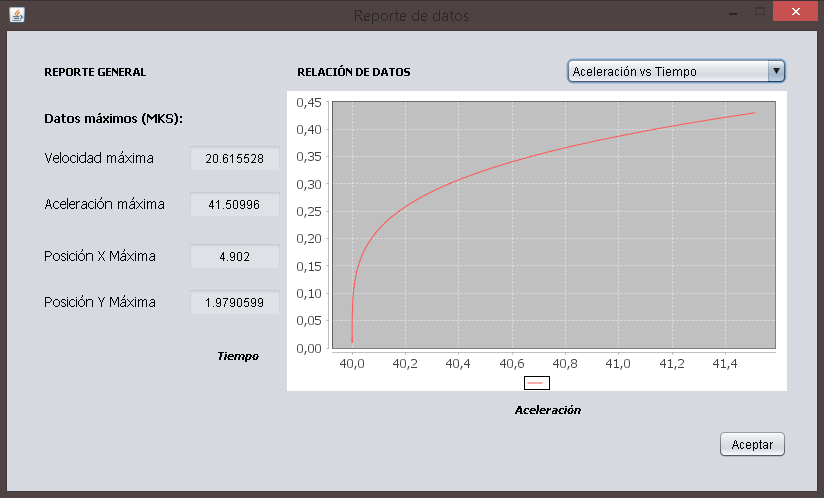 Reporte de datos
REPORTE GENERAL
RELACIÓN DE DATOS
Aceleración vs Tiempo
Datos máximos (MKS):
Velocidad máxima
20.615528
Aceleración máxima
41.50996
Posición X Máxima
4.902
Posición Y Máxima
1.9790599
Tiempo
0,45
0,40
0,35
0,30
0,25
0,20
0,15
0,10
0,05
0,00
40,0 40,2 40,4 40,6 40,8 41,0 41,2 41,4
Aceleración
Aceptar